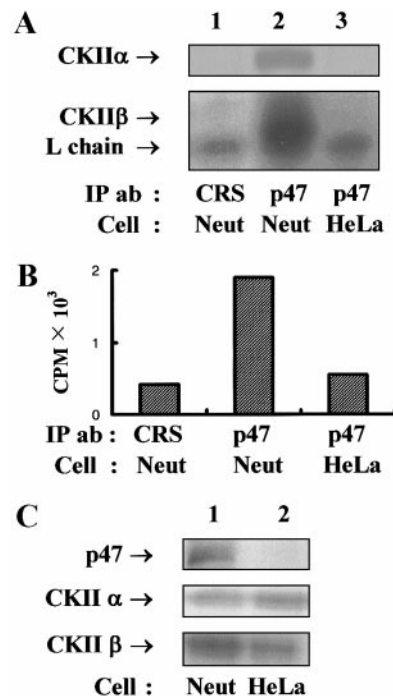 A
1 2 3
CKIIα →
CKIIβ →
L chain →
IP ab : CRS p47 p47
Cell : Neut Neut HeLa
B
CPM × 10³
2
1
0
IP ab : CRS p47 p47
Cell : Neut Neut HeLa
C
1 2
p47 →
CKII α →
CKII β →
Cell : Neut HeLa